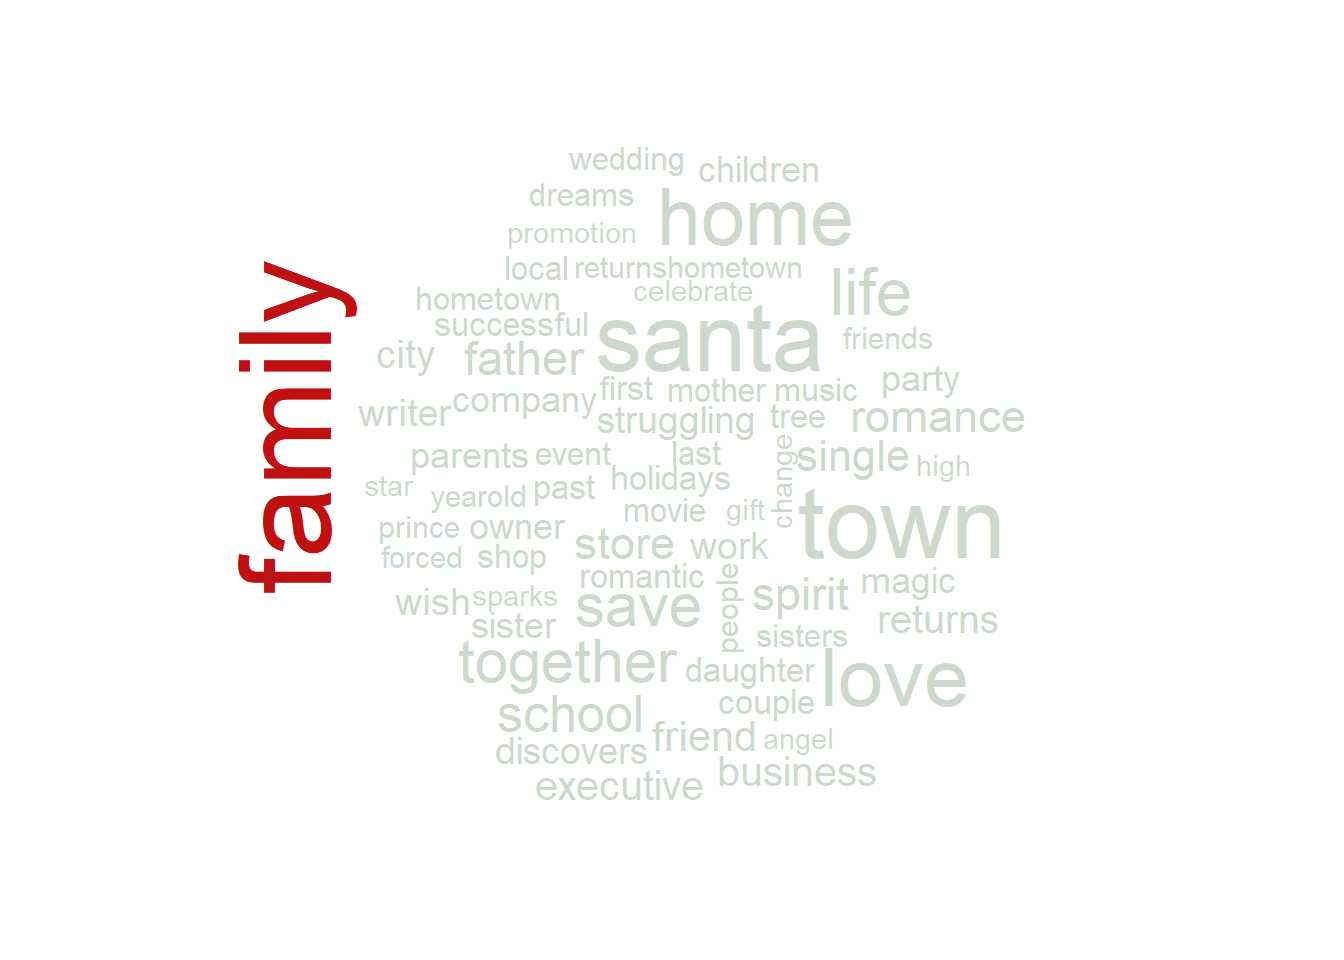 family
wedding
children
dreams
home
promotion
local
returnshometown
life
celebrate
hometown
successful
santa
friends
city
father
first
mother
music
party
writer
company
struggling
tree
romance
parents
event
last
single
high
change
star
yearold
past
holidays
movie
gift
town
prince
owner
forced
shop
store
work
romantic
people
spirit
magic
wish
sparks
save
sister
sisters
returns
together
daughter
love
school
couple
friend
angel
discovers
executive
business